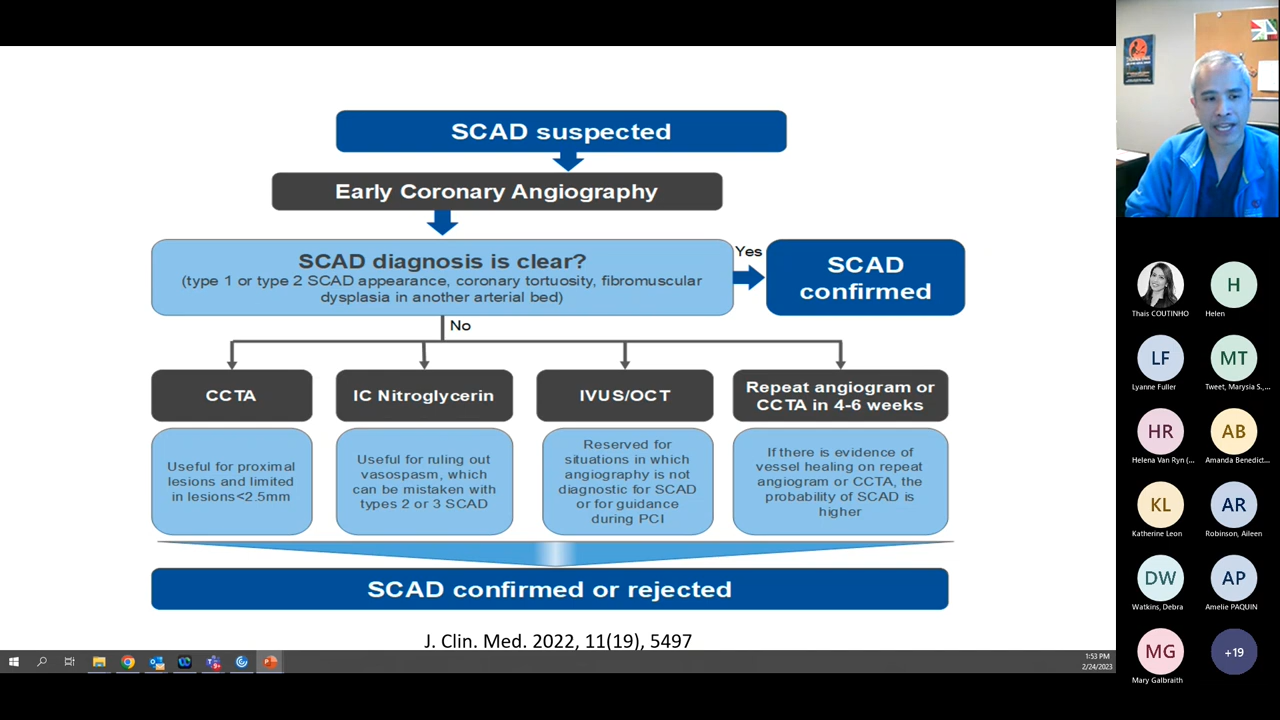 SCAD suspected
Early Coronary Angiography
SCAD diagnosis is clear?
(type 1 or type 2 SCAD appearance, coronary tortuosity, fibromuscular
dysplasia in another arterial bed)
Yes
SCAD
confirmed
No
CCTA
IC Nitroglycerin
IVUS/OCT
Repeat angiogram or
CCTA in 4-6 weeks
Useful for proximal
lesions and limited
in lesions<2.5mm
Useful for ruling out
vasospasm, which
can be mistaken with
types 2 or 3 SCAD
Reserved for
situations in which
angiography is not
diagnostic for SCAD
or for guidance
during PCI
If there is evidence of
vessel healing on repeat
angiogram or CCTA, the
probability of SCAD is
higher
SCAD confirmed or rejected
J. Clin. Med. 2022, 11(19), 5497
1:53 PM
2/24/2023
Thais COUTINHO
H
Helen
LF
Lyanne Fuller
MT
Tweet, Marysia S.,...
HR
Helena Van Ryn (...
AB
Amanda Benedict...
KL
Katherine Leon
AR
Robinson, Aileen
DW
Watkins, Debra
AP
Amelie PAQUIN
MG
Mary Galbraith
+19